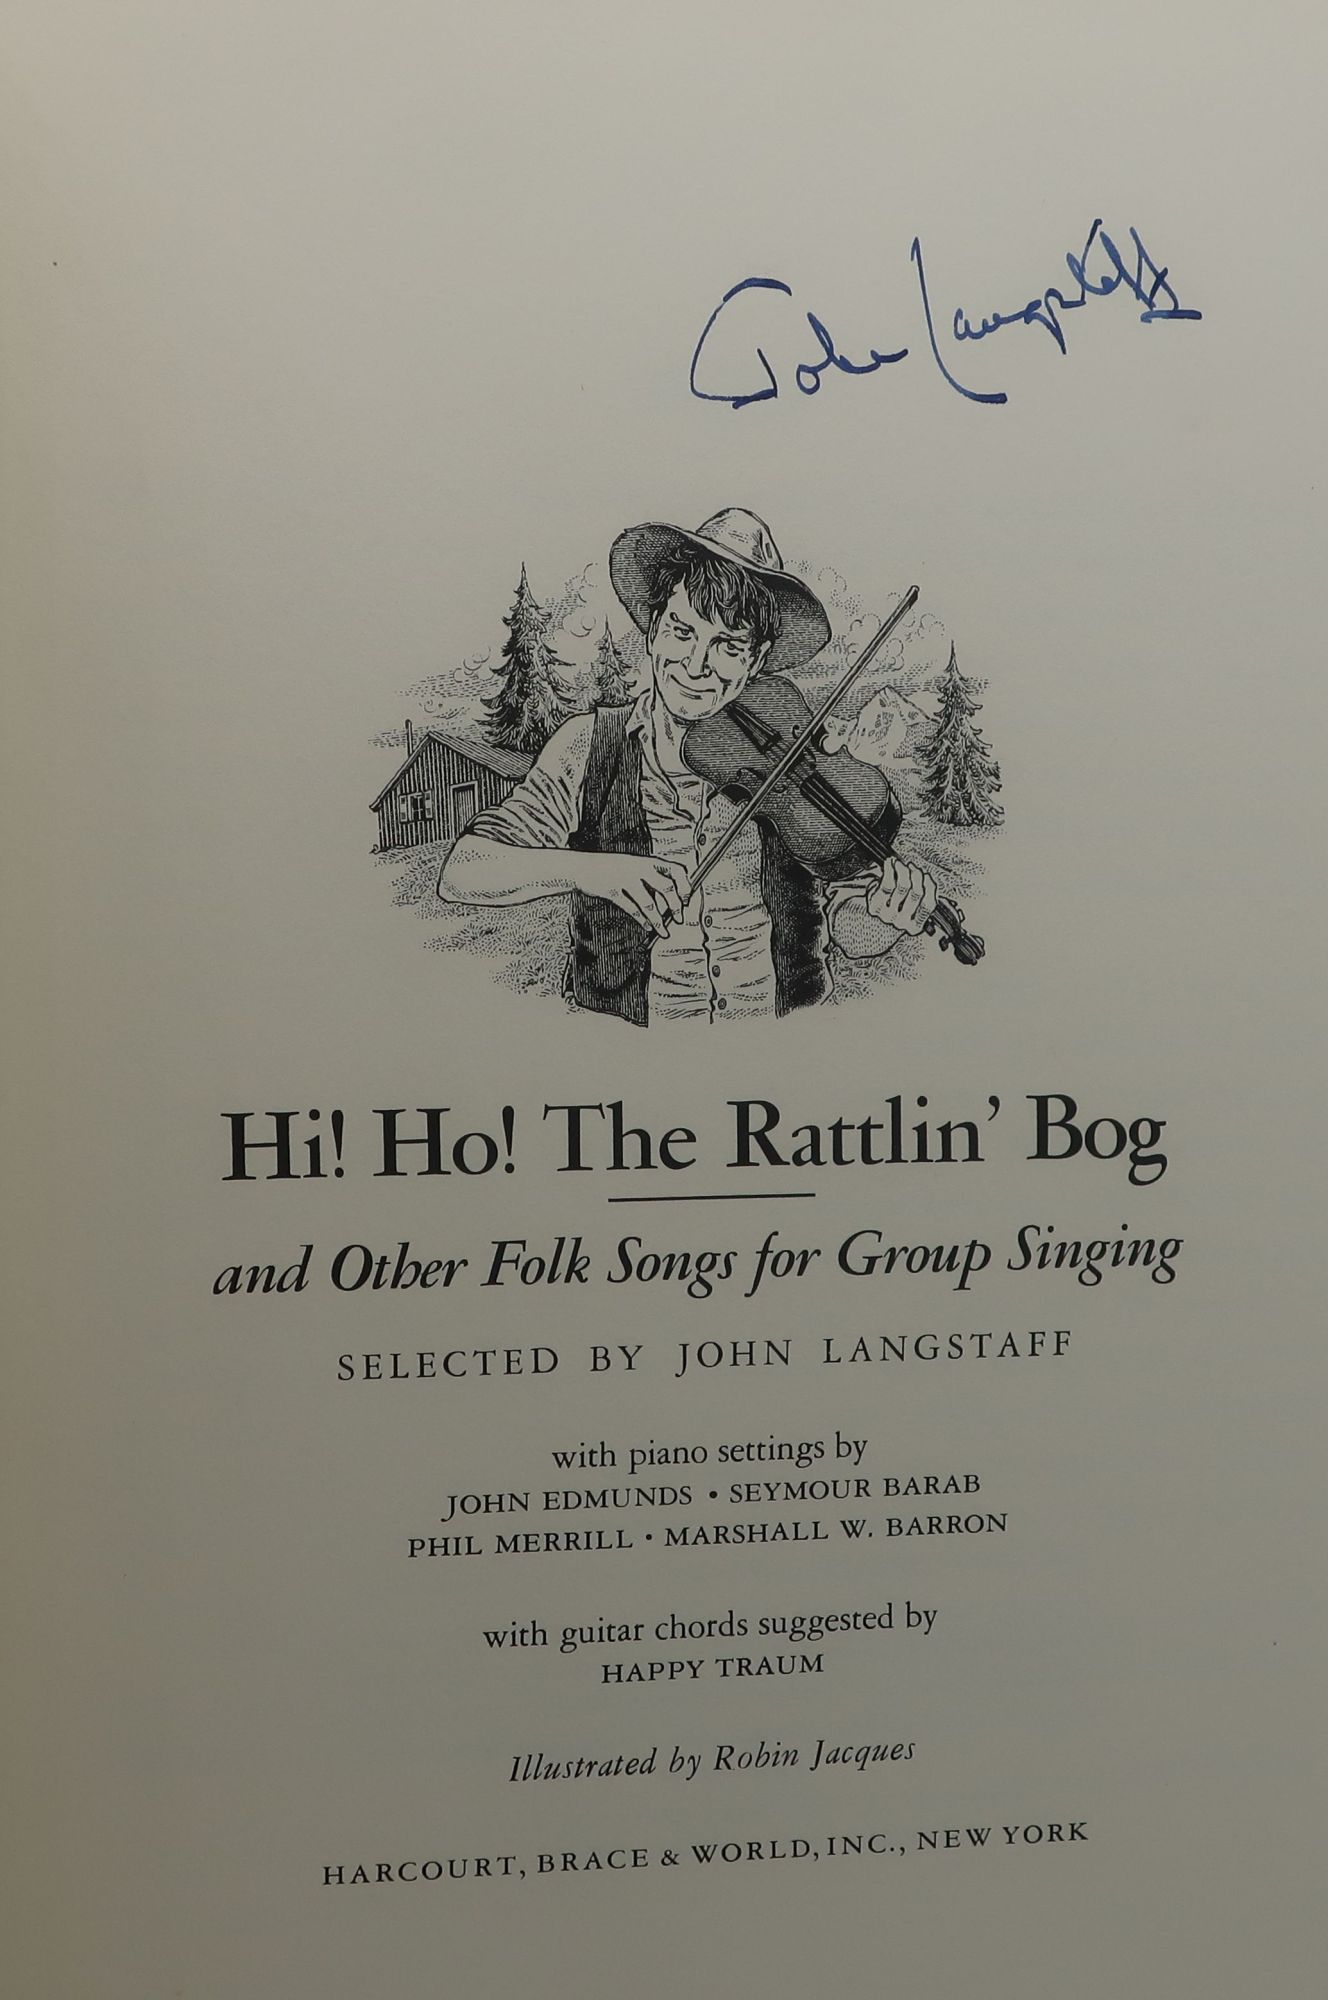 John Langstaff
Hi! Ho! The Rattlin’ Bog
and Other Folk Songs for Group Singing
SELECTED BY JOHN LANGSTAFF
with piano settings by
JOHN EDMUNDS • SEYMOUR BARAB
PHIL MERRILL • MARSHALL W. BARRON
with guitar chords suggested by
HAPPY TRAUM
Illustrated by Robin Jacques
HARCOURT, BRACE & WORLD, INC., NEW YORK